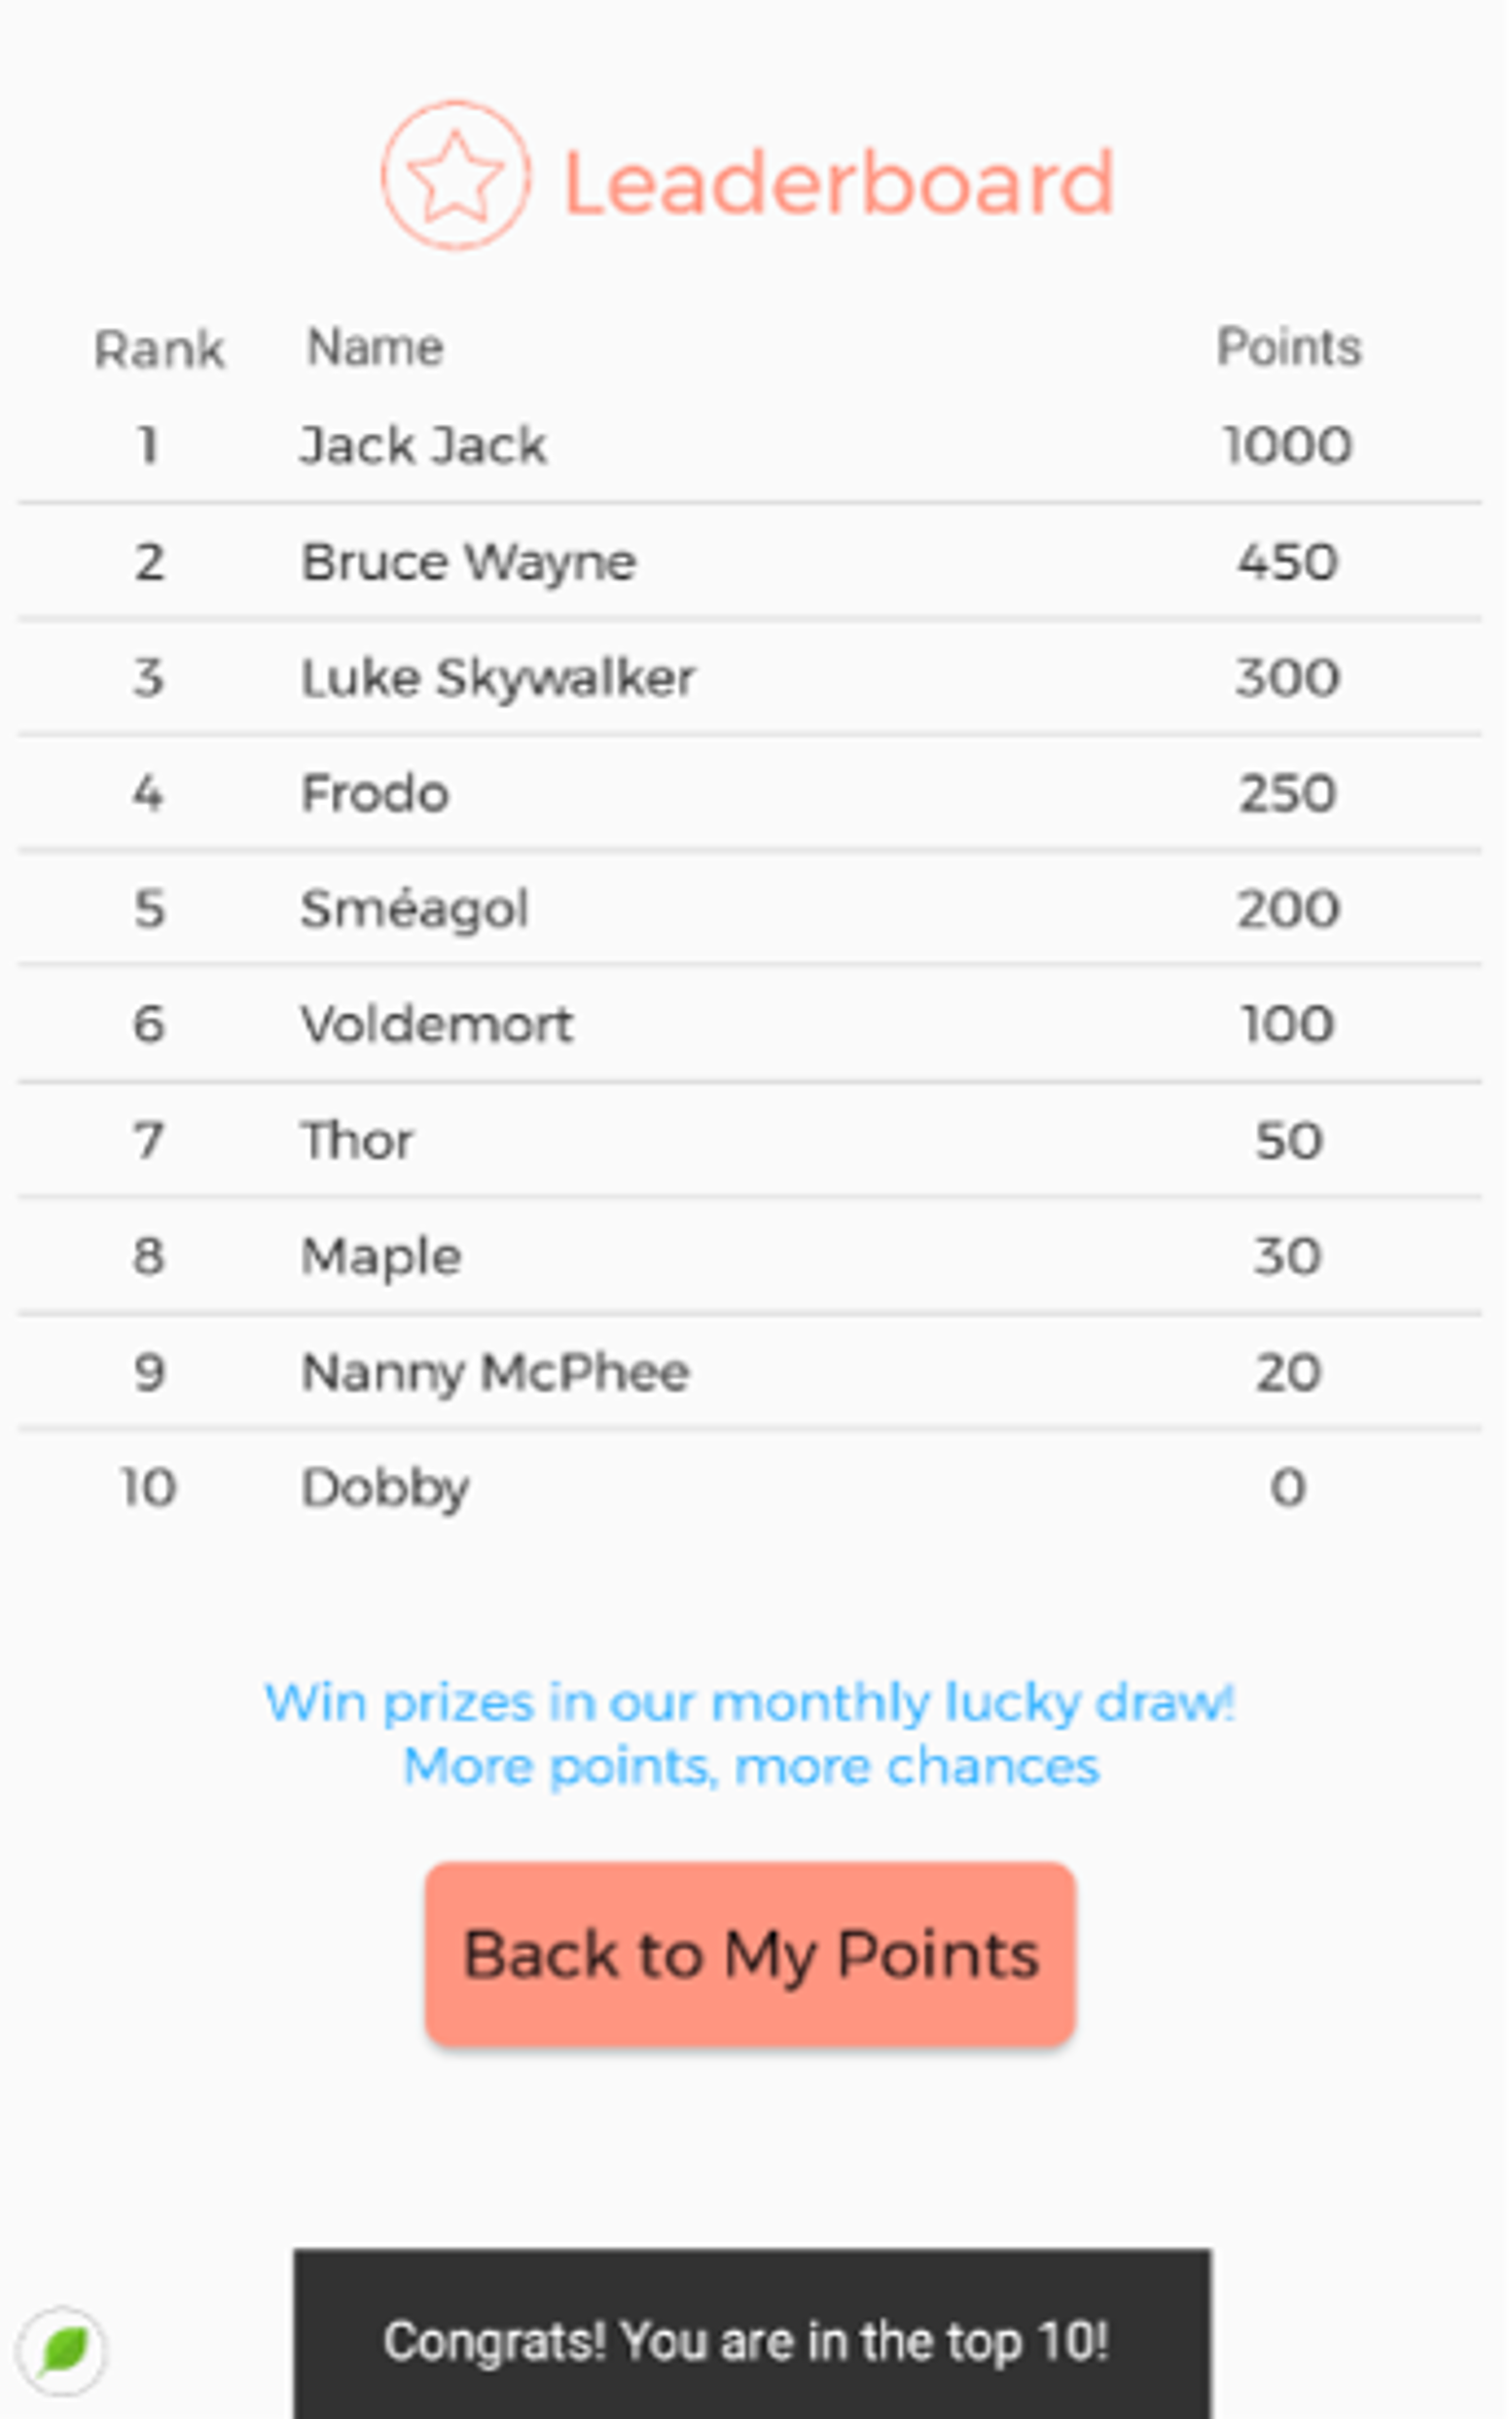 Leaderboard
Rank Name Points
1 Jack Jack 1000
2 Bruce Wayne 450
3 Luke Skywalker 300
4 Frodo 250
5 Sméagol 200
6 Voldemort 100
7 Thor 50
8 Maple 30
9 Nanny McPhee 20
10 Dobby 0
Win prizes in our monthly lucky draw!
More points, more chances
Back to My Points
Congrats! You are in the top 10!